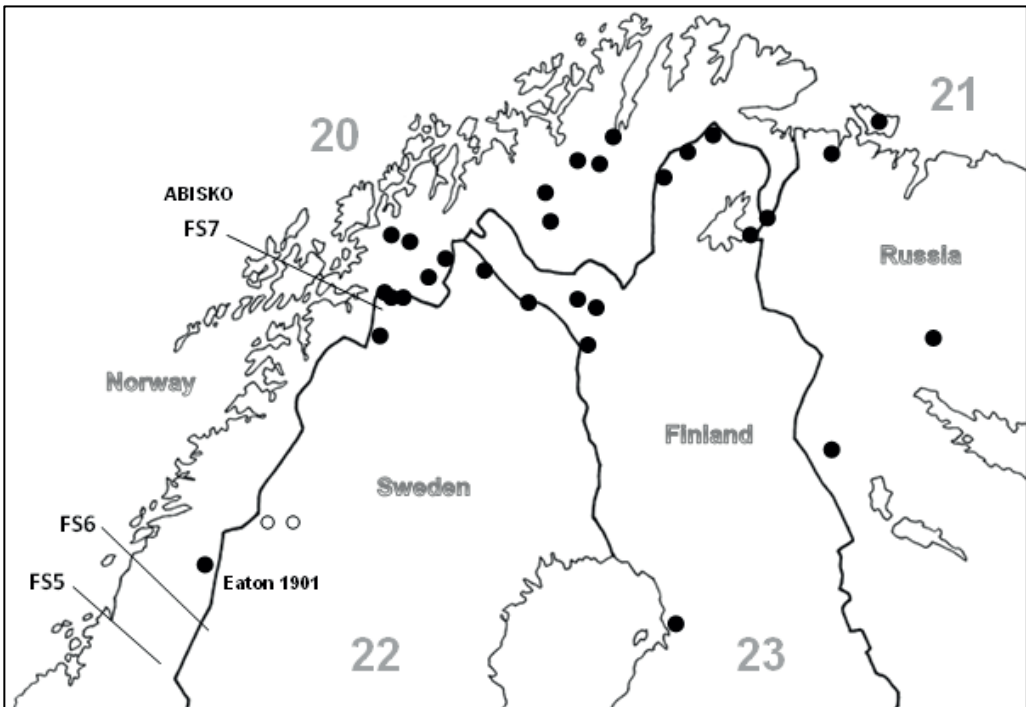 21
20
ABISKO
FS7
Russia
Norway
Finland
Sweden
FS6
FS5
Eaton 1901
22
23